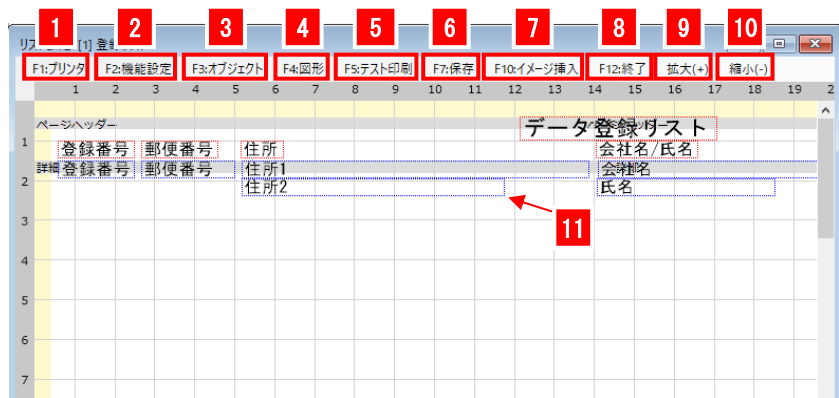 1 2 3 4 5 6 7 8 9 10
[1]
F1:プリンタ F2:機能設定 F3:オブジェクト F4:図形 F5:テスト印刷 F7:保存 F10:イメージ挿入 F12:終了 拡大(+) 縮小(-)
1 2 3 4 5 6 7 8 9 10 11 12 13 14 15 16 17 18 19 2
ページヘッダー データ登録リスト
1 登録番号 郵便番号 住所 会社名/氏名
詳細 登録番号 郵便番号 住所1
2 住所2 氏名
11
3
4
5
6
7